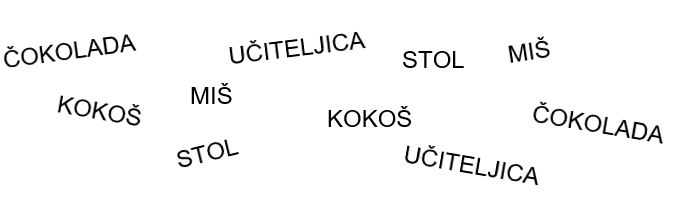 ČOKOLADA
UČITELJICA
STOL
MIŠ
KOKOŠ
MIŠ
KOKOŠ
ČOKOLADA
STOL
UČITELJICA